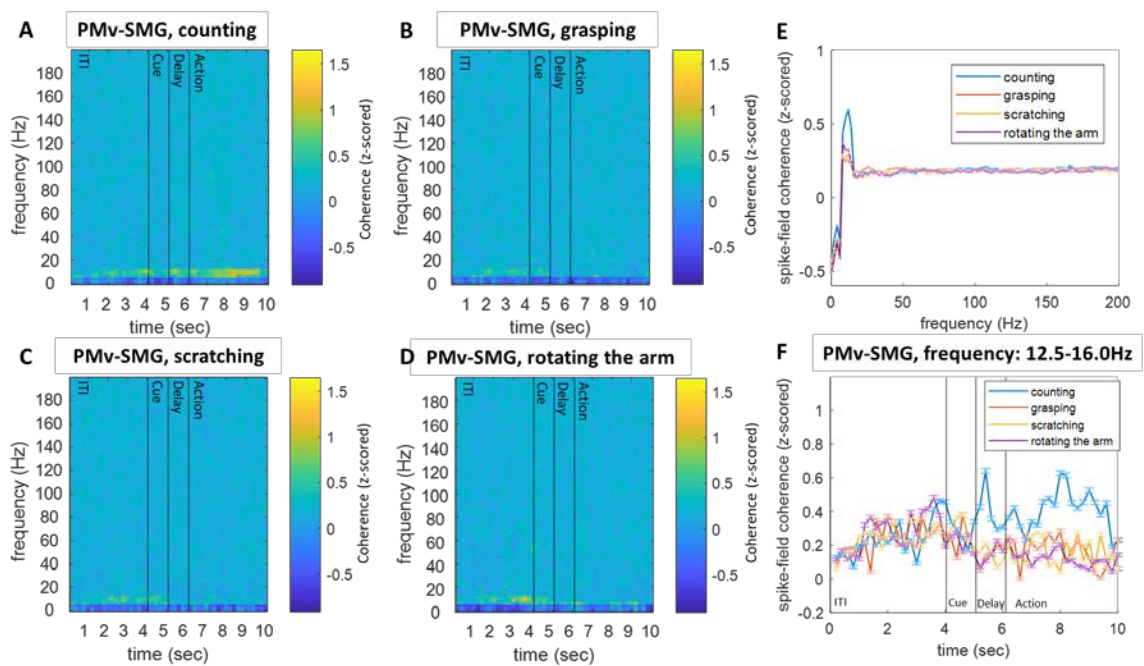 A PMv-SMG, counting
180
160
140
120
100
80
60
40
20
0
frequency (Hz)
ITI
Cue
Delay
Action
1 2 3 4 5 6 7 8 9 10
time (sec)
1.5
1
0.5
0
-0.5
Coherence (z-scored)
B PMv-SMG, grasping
180
160
140
120
100
80
60
40
20
0
frequency (Hz)
ITI
Cue
Delay
Action
1 2 3 4 5 6 7 8 9 10
time (sec)
1.5
1
0.5
0
-0.5
Coherence (z-scored)
E
1
0.5
0
-0.5
spike-field coherence (z-scored)
counting
grasping
scratching
rotating the arm
0 50 100 150 200
frequency (Hz)
C PMv-SMG, scratching
180
160
140
120
100
80
60
40
20
0
frequency (Hz)
ITI
Cue
Delay
Action
1 2 3 4 5 6 7 8 9 10
time (sec)
1.5
1
0.5
0
-0.5
Coherence (z-scored)
D PMv-SMG, rotating the arm
180
160
140
120
100
80
60
40
20
0
frequency (Hz)
ITI
Cue
Delay
Action
1 2 3 4 5 6 7 8 9 10
time (sec)
1.5
1
0.5
0
-0.5
Coherence (z-scored)
F PMv-SMG, frequency: 12.5-16.0Hz
1
0.8
0.6
0.4
0.2
0
-0.2
spike-field coherence (z-scored)
counting
grasping
scratching
rotating the arm
ITI Cue Delay Action
0 2 4 6 8 10
time (sec)